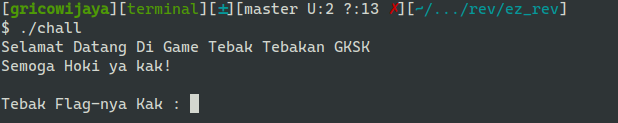 [gricowijaya][terminal][±][master U:2 ?:13 ✗][~/.../rev/ez_rev]
$ ./chall
Selamat Datang Di Game Tebak Tebakan GKSK
Semoga Hoki ya kak!
Tebak Flag-nya Kak :